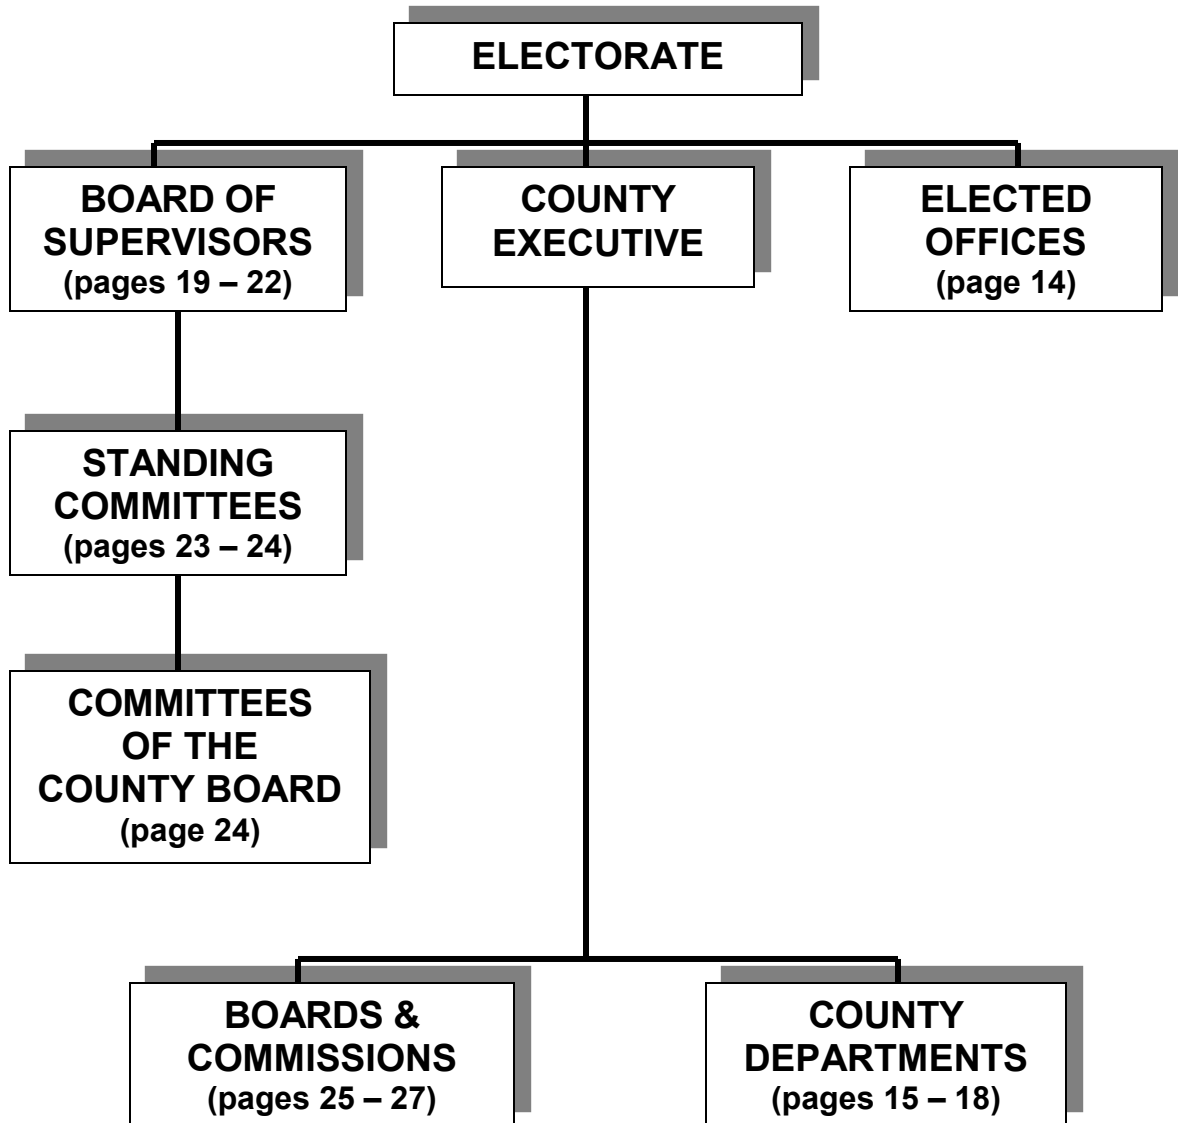 ELECTORATE
BOARD OF
SUPERVISORS
(pages 19 – 22)
COUNTY
EXECUTIVE
ELECTED
OFFICES
(page 14)
STANDING
COMMITTEES
(pages 23 – 24)
COMMITTEES
OF THE
COUNTY BOARD
(page 24)
BOARDS &
COMMISSIONS
(pages 25 – 27)
COUNTY
DEPARTMENTS
(pages 15 – 18)